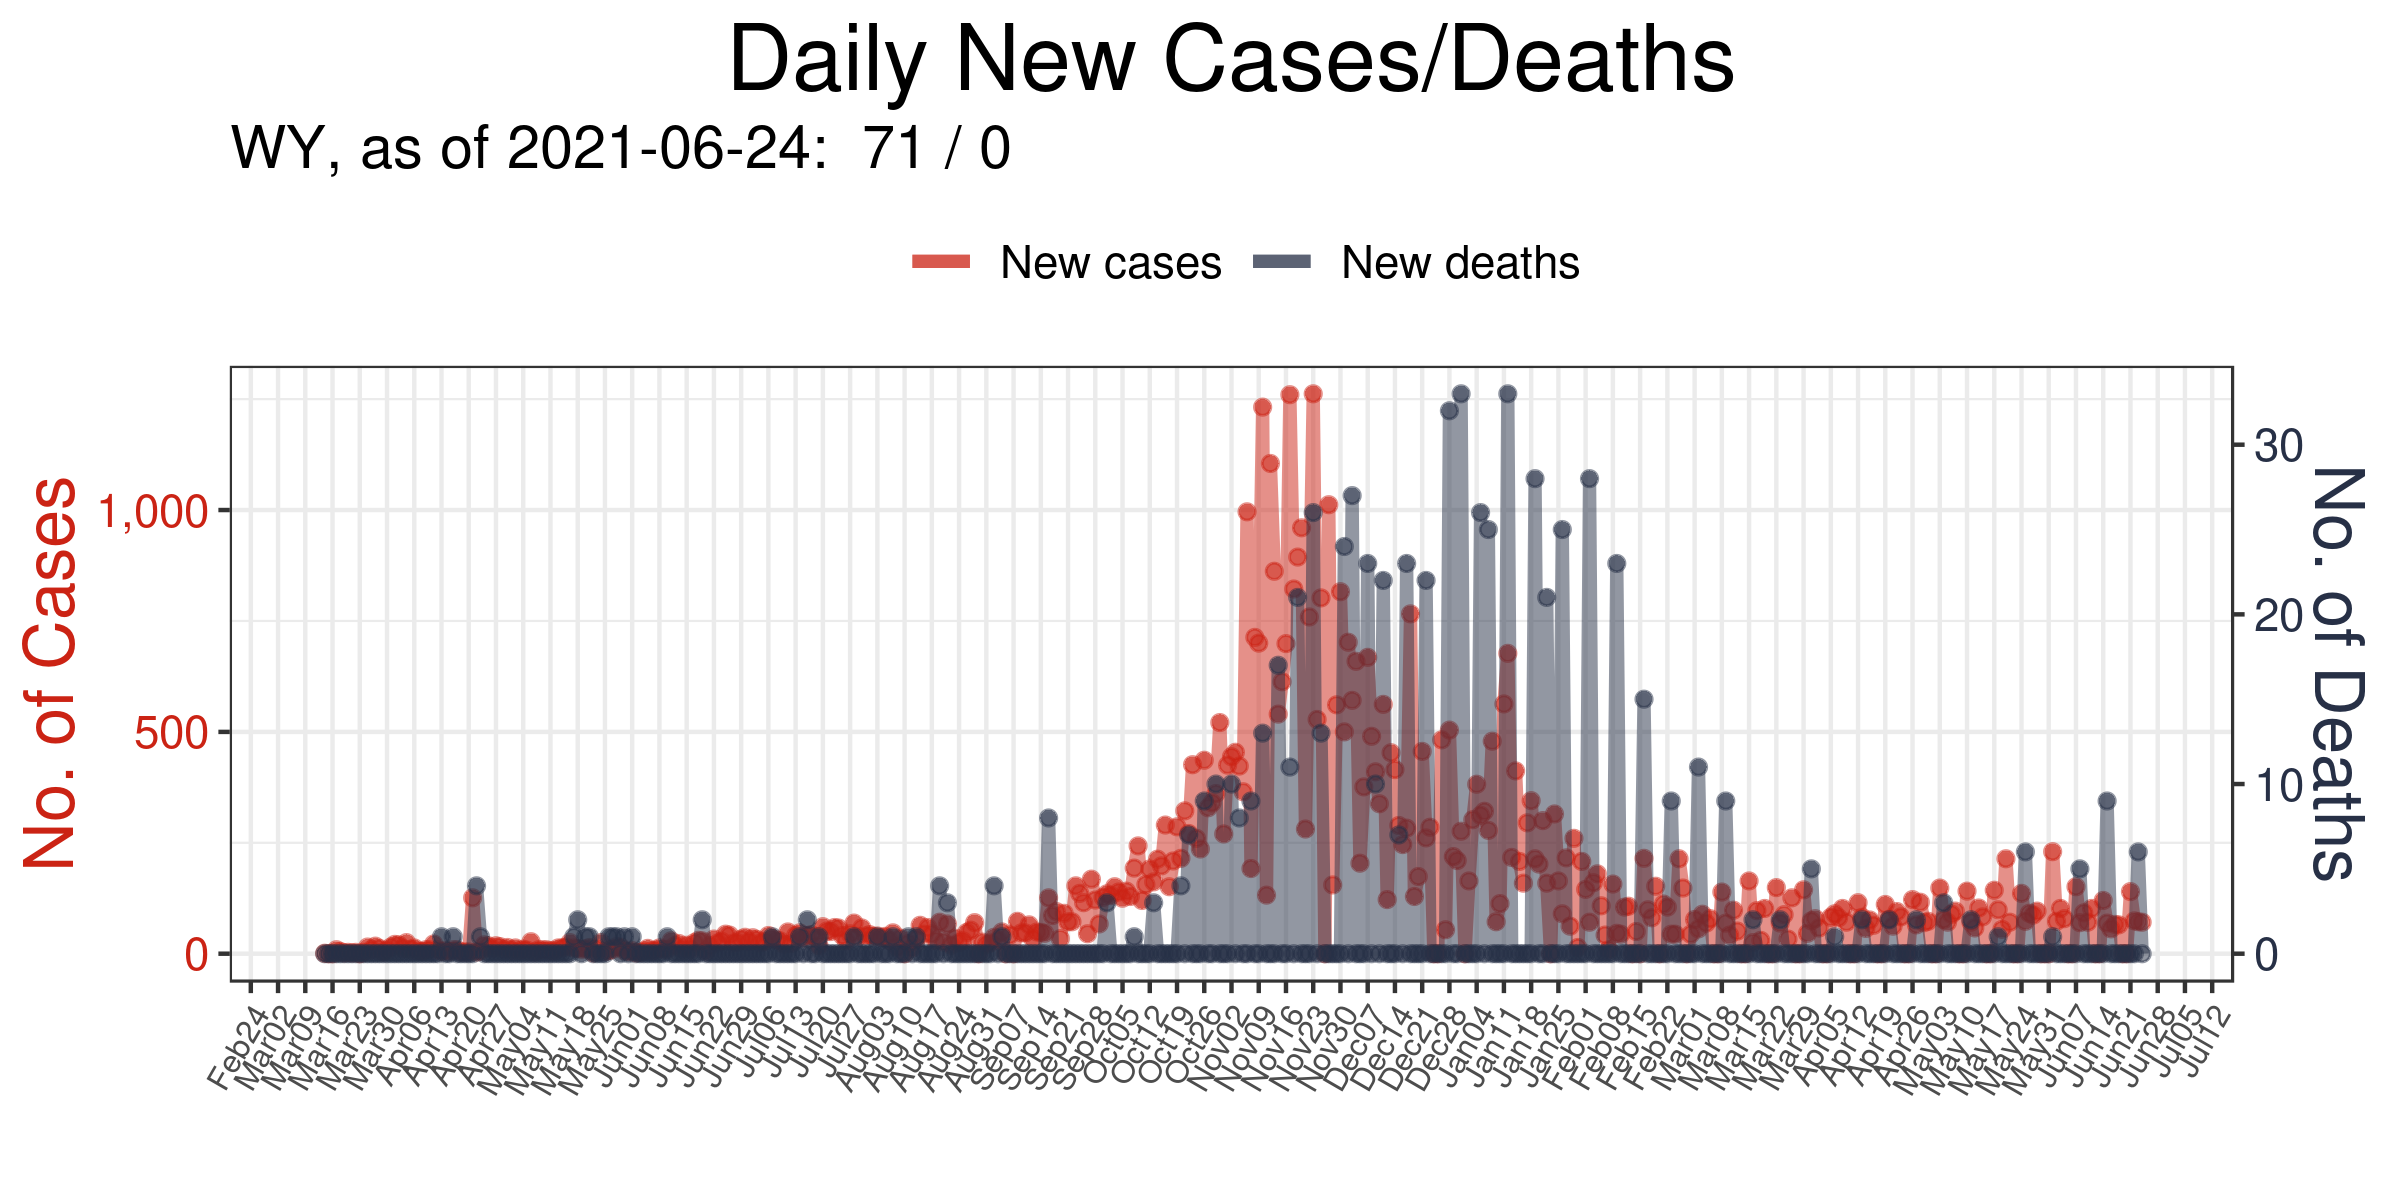 Daily New Cases/Deaths
WY, as of 2021-06-24: 71 / 0
New cases
New deaths
No. of Cases
1,000
500
0
30
20
10
0
No. of Deaths
Feb24
Mar02
Mar09
Mar16
Mar23
Mar30
Apr06
Apr13
Apr20
Apr27
May04
May11
May18
May25
Jun01
Jun08
Jun15
Jun22
Jun29
Jul06
Jul13
Jul20
Jul27
Aug03
Aug10
Aug17
Aug24
Aug31
Sep07
Sep14
Sep21
Sep28
Oct05
Oct12
Oct19
Oct26
Nov02
Nov09
Nov16
Nov23
Nov30
Dec07
Dec14
Dec21
Dec28
Jan04
Jan11
Jan18
Jan25
Feb01
Feb08
Feb15
Feb22
Mar01
Mar08
Mar15
Mar22
Mar29
Apr05
Apr12
Apr19
Apr26
May03
May10
May17
May24
May31
Jun07
Jun14
Jun21
Jun28
Jul05
Jul12